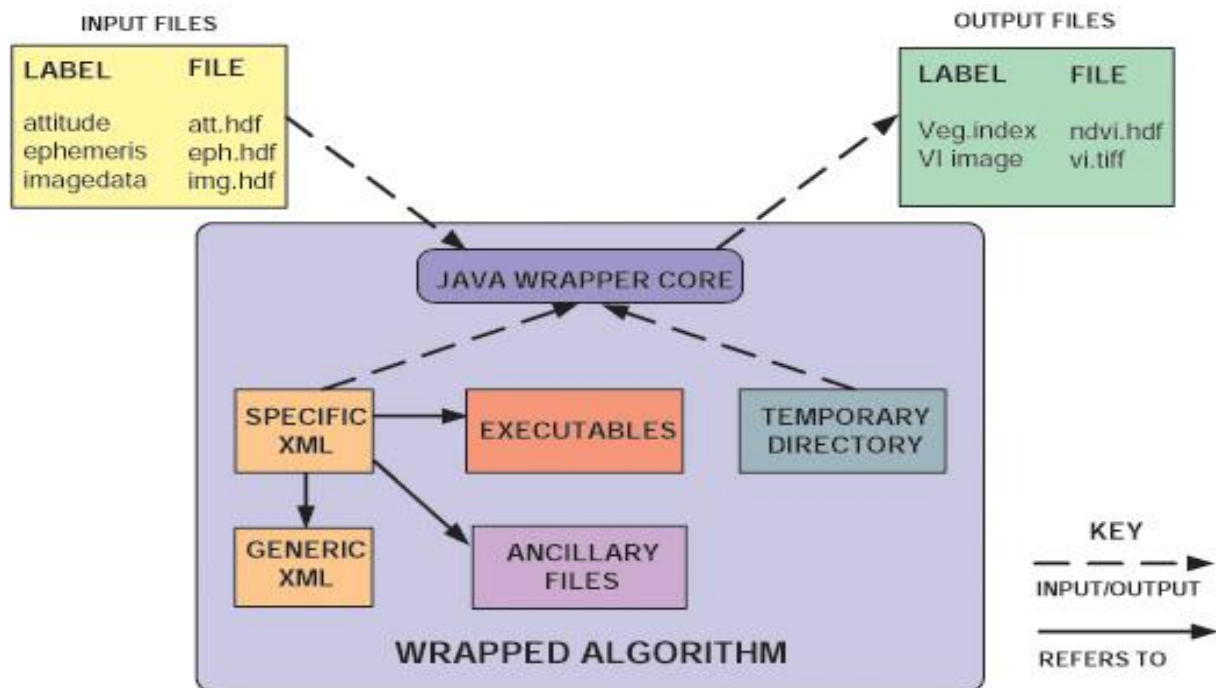 INPUT FILES
LABEL FILE
attitude att.hdf
ephemeris eph.hdf
imagedata img.hdf
OUTPUT FILES
LABEL FILE
Veg.index ndvi.hdf
VI image vi.tiff
JAVA WRAPPER CORE
SPECIFIC
XML
EXECUTABLES
TEMPORARY
DIRECTORY
GENERIC
XML
ANCILLARY
FILES
WRAPPED ALGORITHM
KEY
INPUT/OUTPUT
REFERS TO